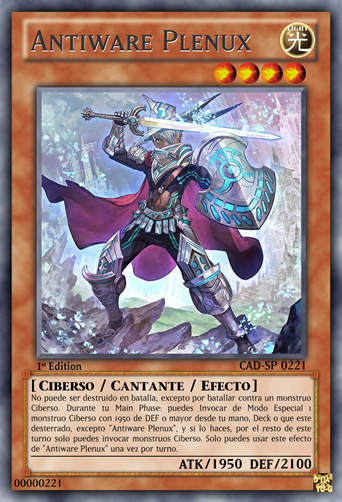 ANTIWARE PLENUX
LIGHT
光
1st Edition
CAD-SP 0221
[ CIBERSO / CANTANTE / EFECTO ]
No puede ser destruido en batalla, excepto por batallar contra un monstruo
Ciberso. Durante tu Main Phase: puedes Invocar de Modo Especial 1
monstruo Ciberso con 1950 de DEF o mayor desde tu mano, Deck o que este
desterrado, excepto "Antiware Plenux", y si lo haces, por el resto de este
turno solo puedes invocar monstruos Ciberso. Solo puedes usar este efecto
de "Antiware Plenux" una vez por turno.
ATK/1950 DEF/2100
00000221